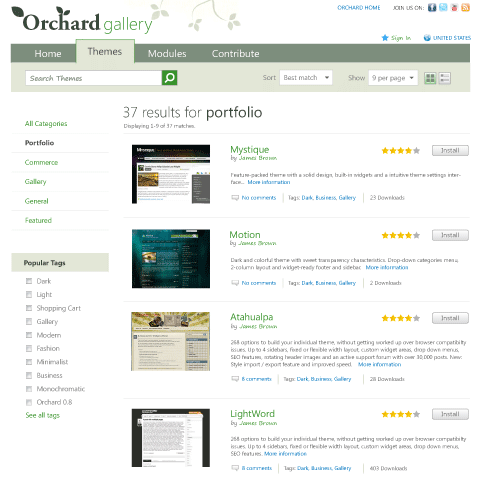 Orchard gallery
ORCHARD HOME JOIN US ON:
Sign In UNITED STATES
Home Themes Modules Contribute
Search Themes Sort Best match Show 9 per page
37 results for portfolio
Displaying 1-9 of 37 matches.
All Categories
Portfolio
Commerce
Gallery
General
Featured
Popular Tags
Dark
Light
Shopping Cart
Gallery
Modern
Fashion
Minimalist
Business
Monochromatic
Orchard 0.8
See all tags
Mystique Install
by James Brown
Feature-packed theme with a solid design, built-in widgets and a intuitive theme settings inter-
face... More information
No comments Tags: Dark, Business, Gallery 23 Downloads
Motion Install
by James Brown
Dark and colorful theme with sweet transparency characteristics. Drop-down categories menu,
2-column layout and widget-ready footer and sidebar. More information
No comments Tags: Dark, Business, Gallery 2 Downloads
Atahualpa Install
by James Brown
268 options to build your individual theme, without getting worked up over browser compatibility
issues. Up to 4 sidebars, fixed or flexible width layout, custom widget areas, drop down menus,
SEO features, rotating header images and an active support forum with over 30,000 posts. New:
Style import / export feature and improved speed. More information
6 comments Tags: Dark, Business, Gallery 28 Downloads
LightWord Install
by James Brown
268 options to build your individual theme, without getting worked up over browser compatibility
issues. Up to 4 sidebars, fixed or flexible width layout, custom widget areas, drop down menus,
SEO features. More information
8 comments Tags: Dark, Business, Gallery 403 Downloads